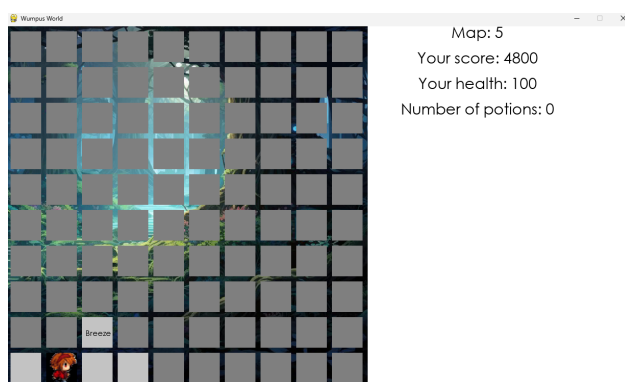 Wumpus World
Map: 5
Your score: 4800
Your health: 100
Number of potions: 0
Breeze